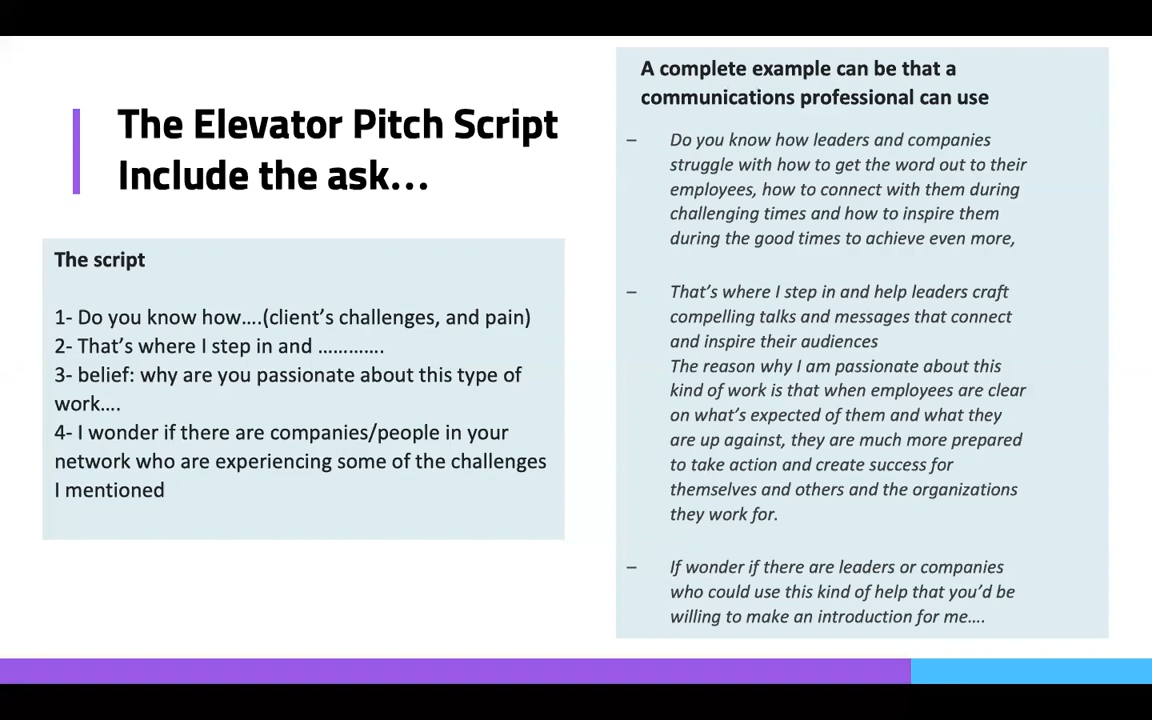 The Elevator Pitch Script
Include the ask...
The script
1- Do you know how....(client's challenges, and pain)
2- That's where I step in and .............
3- belief: why are you passionate about this type of
work....
4- I wonder if there are companies/people in your
network who are experiencing some of the challenges
I mentioned
A complete example can be that a
communications professional can use
– Do you know how leaders and companies
struggle with how to get the word out to their
employees, how to connect with them during
challenging times and how to inspire them
during the good times to achieve even more,
– That's where I step in and help leaders craft
compelling talks and messages that connect
and inspire their audiences
The reason why I am passionate about this
kind of work is that when employees are clear
on what's expected of them and what they
are up against, they are much more prepared
to take action and create success for
themselves and others and the organizations
they work for.
– If wonder if there are leaders or companies
who could use this kind of help that you'd be
willing to make an introduction for me....